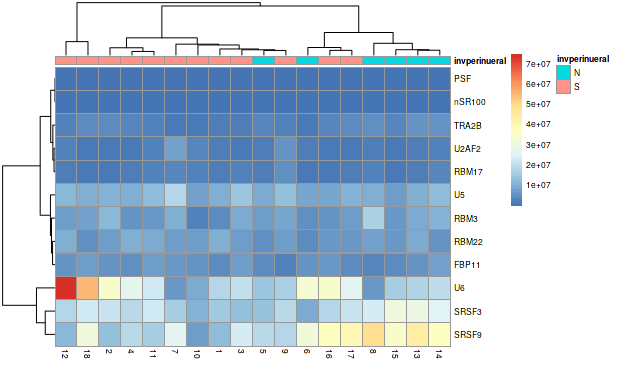 invperinueral
PSF
nSR100
TRA2B
U2AF2
RBM17
U5
RBM3
RBM22
FBP11
U6
SRSF3
SRSF9
12 18 2 4 11 7 10 1 3 5 9 6 16 17 8 15 13 14
7e+07
6e+07
5e+07
4e+07
3e+07
2e+07
1e+07
invperinueral
N
S